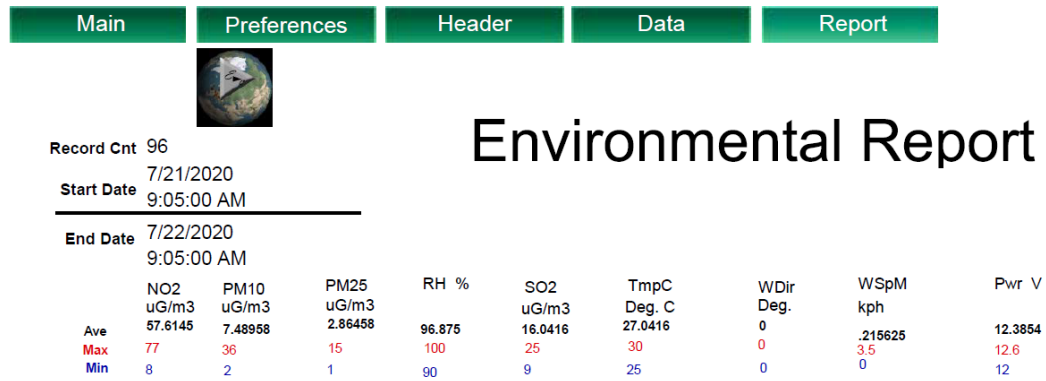 Main Preferences Header Data Report
Environmental Report
Record Cnt 96
Start Date 7/21/2020
9:05:00 AM
End Date 7/22/2020
9:05:00 AM
NO2 PM10 PM25 RH % SO2 TmpC WDir WSpM Pwr V
uG/m3 uG/m3 uG/m3 uG/m3 Deg. C Deg. kph
Ave 57.6145 7.48958 2.86458 96.875 16.0416 27.0416 0 .215625 12.3854
Max 77 36 15 100 25 30 0 3.5 12.6
Min 8 2 1 90 9 25 0 0 12